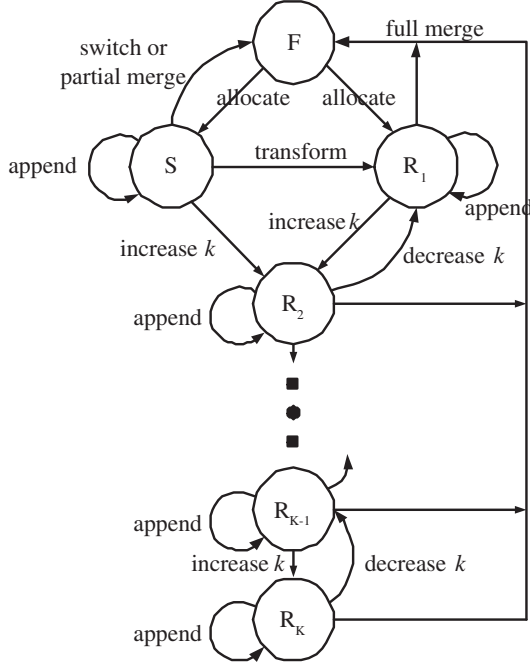 full merge
F
switch or
partial merge
allocate
allocate
append
S
transform
R1
append
increase k
increase k
decrease k
R2
append
RK-1
append
increase k
decrease k
RK
append